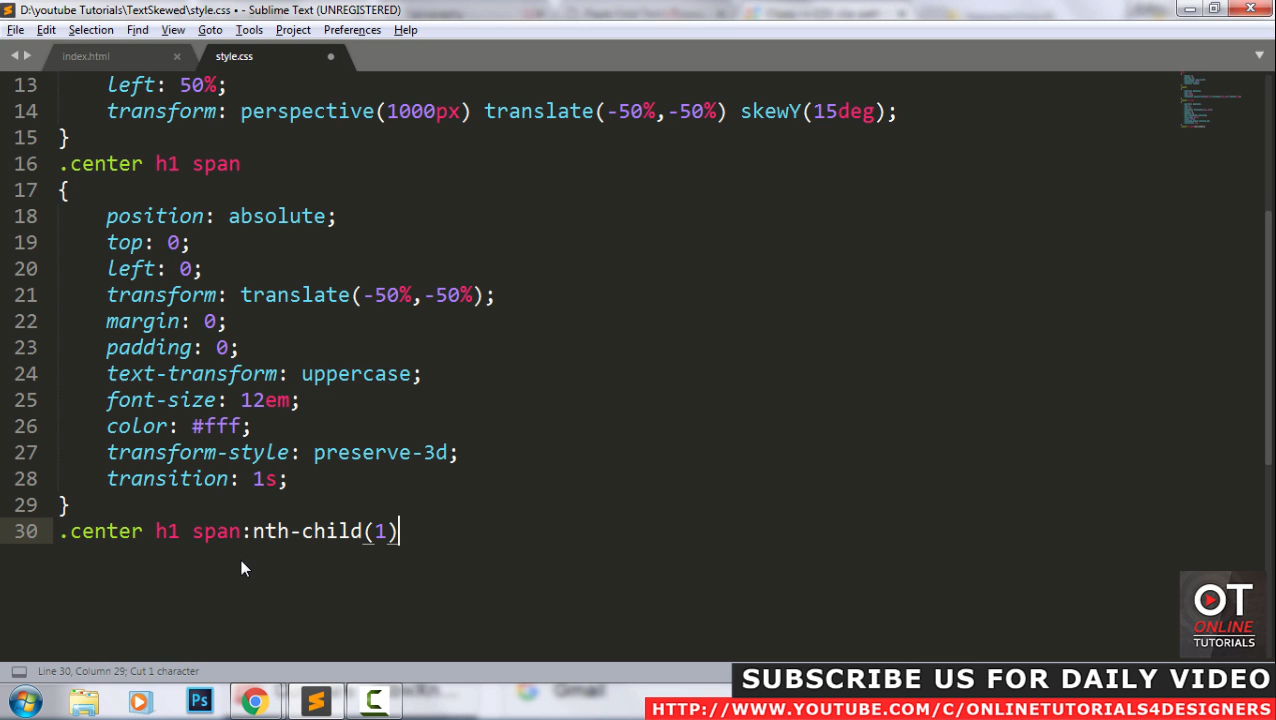 D:\youtube Tutorials\TextSkewed\style.css • - Sublime Text (UNREGISTERED)
File Edit Selection Find View Goto Tools Project Preferences Help
index.html × style.css
13 left: 50%;
14 transform: perspective(1000px) translate(-50%,-50%) skewY(15deg);
15 }
16 .center h1 span
17 {
18 position: absolute;
19 top: 0;
20 left: 0;
21 transform: translate(-50%,-50%);
22 margin: 0;
23 padding: 0;
24 text-transform: uppercase;
25 font-size: 12em;
26 color: #fff;
27 transform-style: preserve-3d;
28 transition: 1s;
29 }
30 .center h1 span:nth-child(1)
OT
ONLINE
TUTORIALS
Line 30, Column 29; Cut 1 character
SUBSCRIBE US FOR DAILY VIDEO
Ps
Gmail
HTTP://WWW.YOUTUBE.COM/C/ONLINETUTORIALS4DESIGNERS